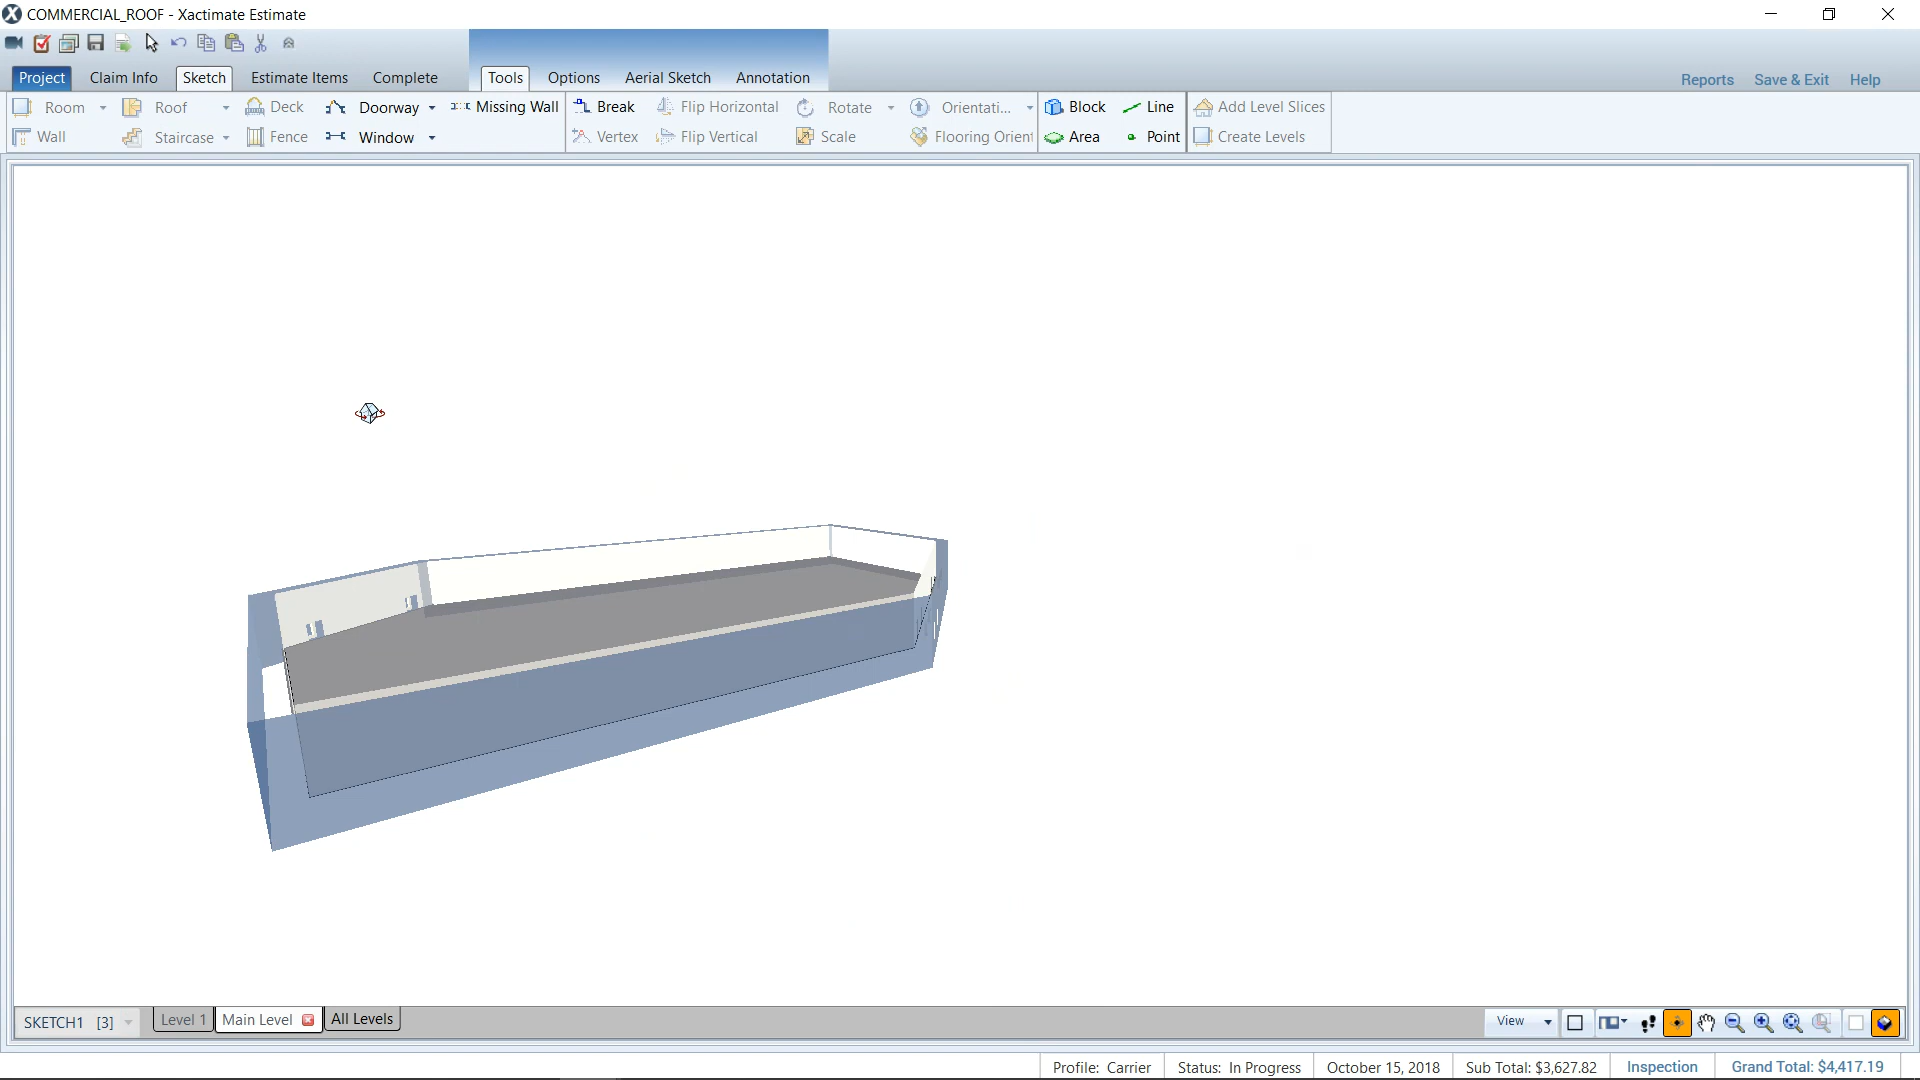 COMMERCIAL_ROOF - Xactimate Estimate
Project Claim Info Sketch Estimate Items Complete Tools Options Aerial Sketch Annotation Reports Save & Exit Help
Room Roof Deck Doorway Missing Wall Break Flip Horizontal Rotate Orientati... Block Line Add Level Slices
Wall Staircase Fence Window Vertex Flip Vertical Scale Flooring Orient Area Point Create Levels
SKETCH1 [3] Level 1 Main Level All Levels View
Profile: Carrier Status: In Progress October 15, 2018 Sub Total: $3,627.82 Inspection Grand Total: $4,417.19